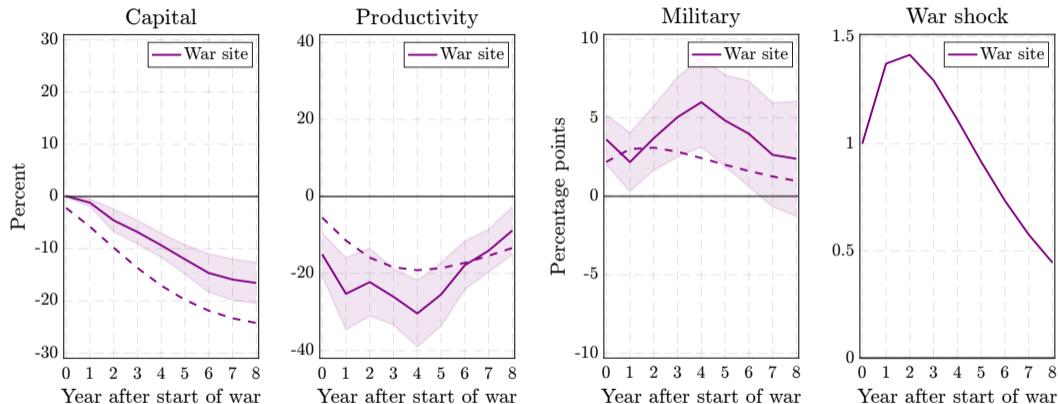 Capital
Productivity
Military
War shock
30
20
10
0
-10
-20
-30
Percent
War site
0 1 2 3 4 5 6 7 8
Year after start of war
40
20
0
-20
-40
War site
0 1 2 3 4 5 6 7 8
Year after start of war
10
5
0
-5
-10
Percentage points
War site
0 1 2 3 4 5 6 7 8
Year after start of war
1.5
1
0.5
0
War site
0 1 2 3 4 5 6 7 8
Year after start of war